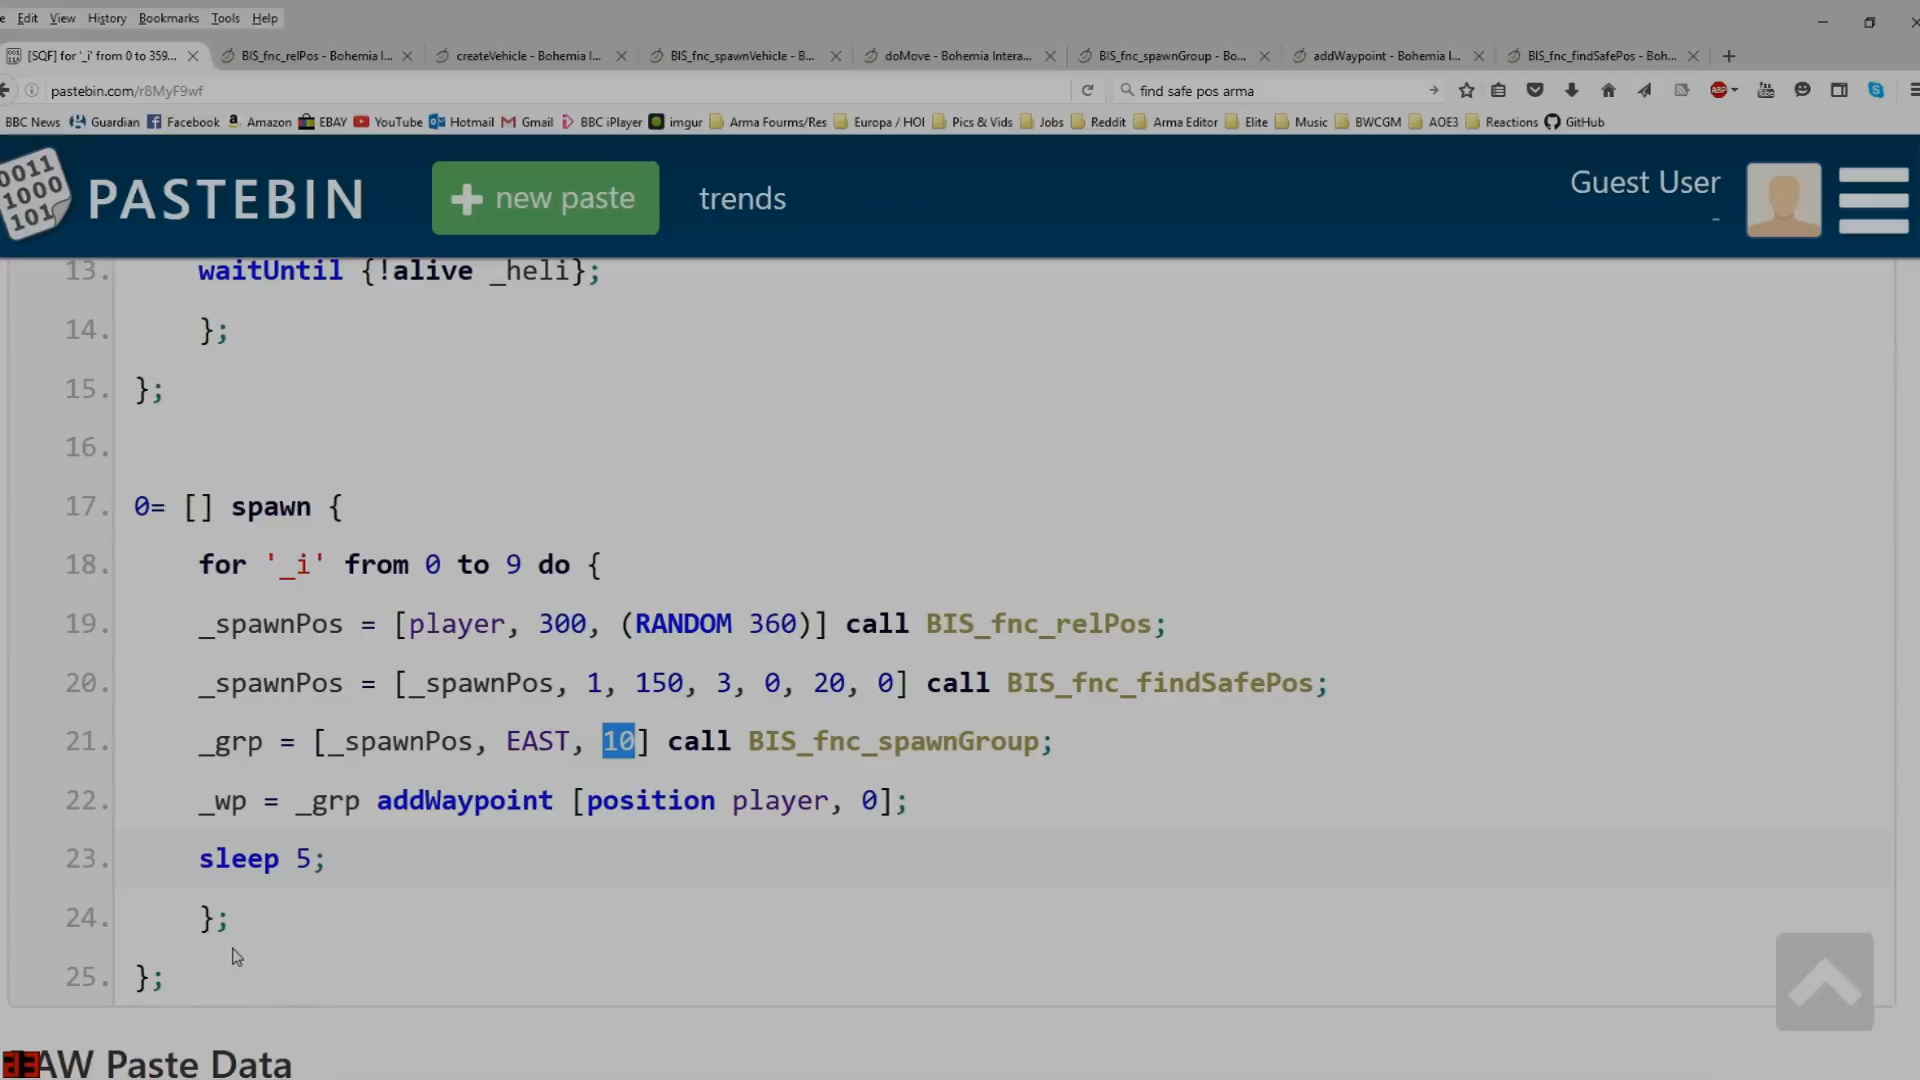 e Edit View History Bookmarks Tools Help
[SQF] for '_i' from 0 to 359... BIS_fnc_relPos - Bohemia I... createVehicle - Bohemia I... BIS_fnc_spawnVehicle - B... doMove - Bohemia Intera... BIS_fnc_spawnGroup - Bo... addWaypoint - Bohemia I... BIS_fnc_findSafePos - Boh...
pastebin.com/r8MyF9wf find safe pos arma
BBC News Guardian Facebook Amazon EBAY YouTube Hotmail Gmail BBC iPlayer imgur Arma Fourms/Res Europa / HOI Pics & Vids Jobs Reddit Arma Editor Elite Music BWCGM AOE3 Reactions GitHub
0011
1000
101
PASTEBIN + new paste trends Guest User
-
13. waitUntil {!alive _heli};
14. };
15. };
16.
17. 0= [] spawn {
18. for '_i' from 0 to 9 do {
19. _spawnPos = [player, 300, (RANDOM 360)] call BIS_fnc_relPos;
20. _spawnPos = [_spawnPos, 1, 150, 3, 0, 20, 0] call BIS_fnc_findSafePos;
21. _grp = [_spawnPos, EAST, 10] call BIS_fnc_spawnGroup;
22. _wp = _grp addWaypoint [position player, 0];
23. sleep 5;
24. };
25. };
AW Paste Data